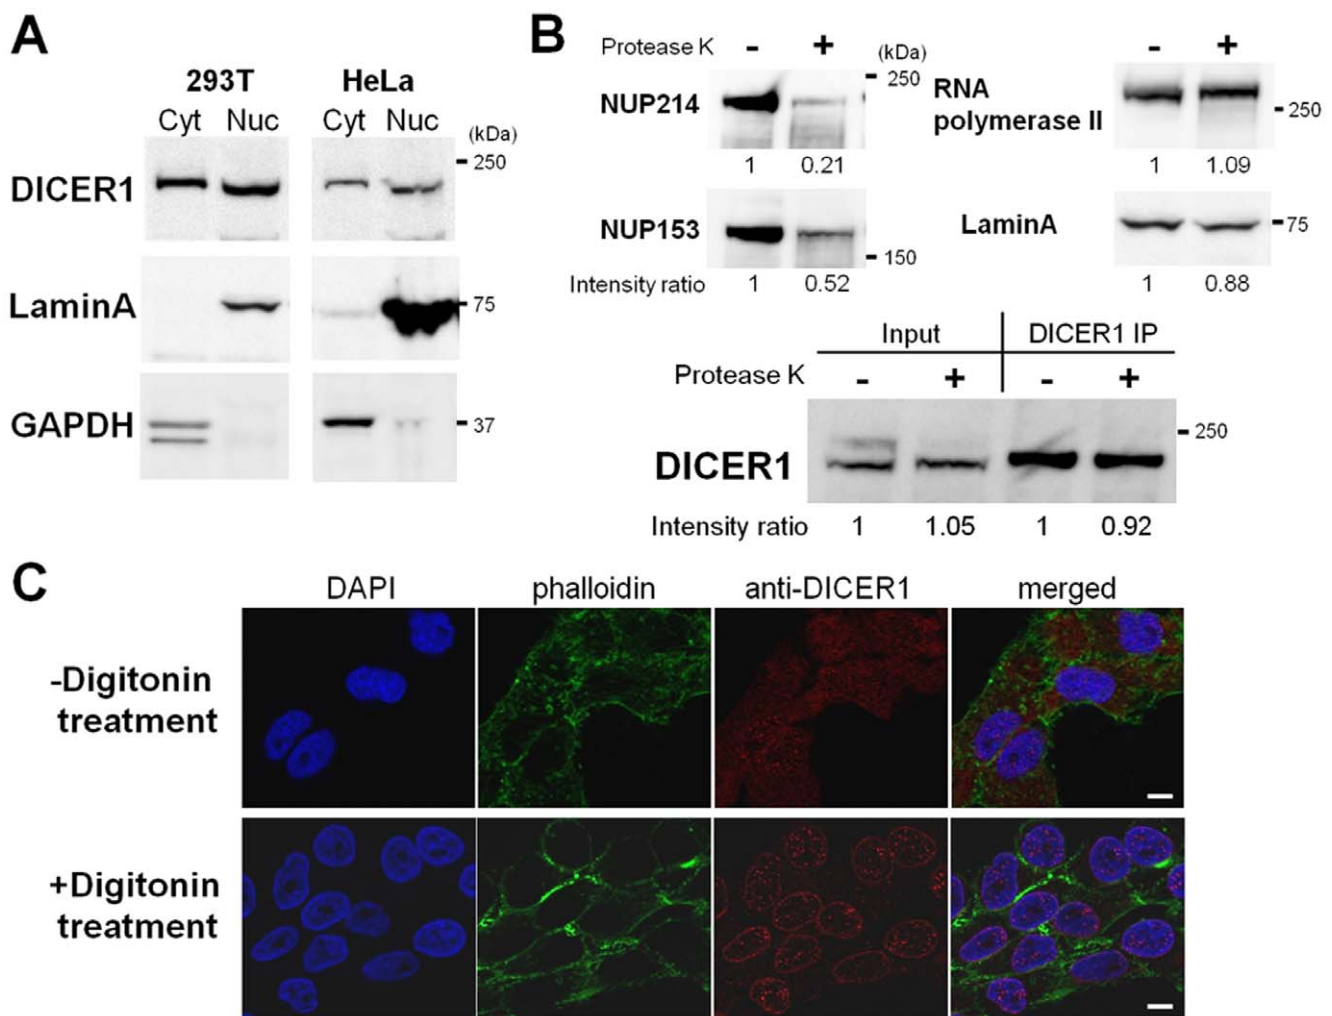 A
293T HeLa
Cyt Nuc Cyt Nuc (kDa)
DICER1 250
LaminA 75
GAPDH 37
B
Protease K - + (kDa)
NUP214 250
1 0.21
NUP153 150
Intensity ratio 1 0.52
- +
RNA
polymerase II 250
1 1.09
LaminA 75
1 0.88
Input DICER1 IP
Protease K - + - +
DICER1 250
Intensity ratio 1 1.05 1 0.92
C
DAPI phalloidin anti-DICER1 merged
-Digitonin
treatment
+Digitonin
treatment